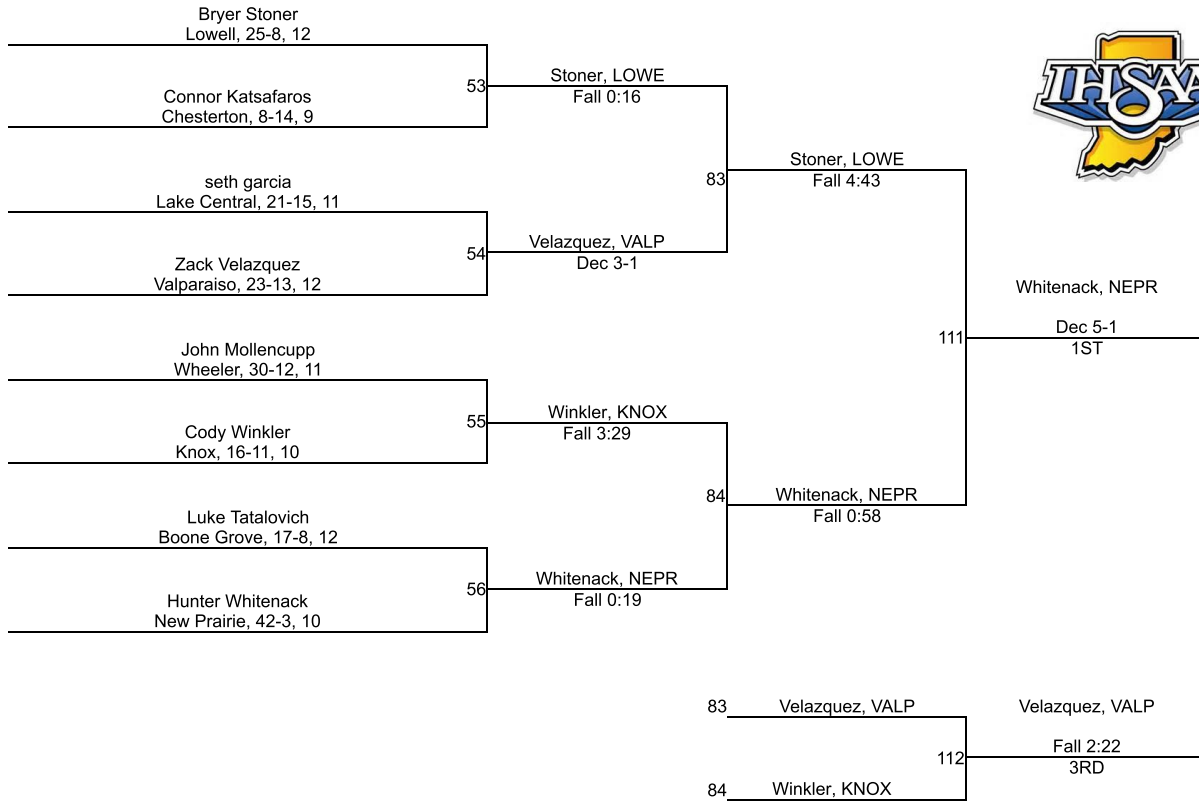 Bryer Stoner
Lowell, 25-8, 12
53
Stoner, LOWE
Fall 0:16
Connor Katsafaros
Chesterton, 8-14, 9
IHSAA
83
Stoner, LOWE
Fall 4:43
seth garcia
Lake Central, 21-15, 11
54
Velazquez, VALP
Dec 3-1
Zack Velazquez
Valparaiso, 23-13, 12
111
Whitenack, NEPR
Dec 5-1
1ST
John Mollencupp
Wheeler, 30-12, 11
55
Winkler, KNOX
Fall 3:29
Cody Winkler
Knox, 16-11, 10
84
Whitenack, NEPR
Fall 0:58
Luke Tatalovich
Boone Grove, 17-8, 12
56
Whitenack, NEPR
Fall 0:19
Hunter Whitenack
New Prairie, 42-3, 10
83
Velazquez, VALP
112
Velazquez, VALP
Fall 2:22
3RD
84
Winkler, KNOX